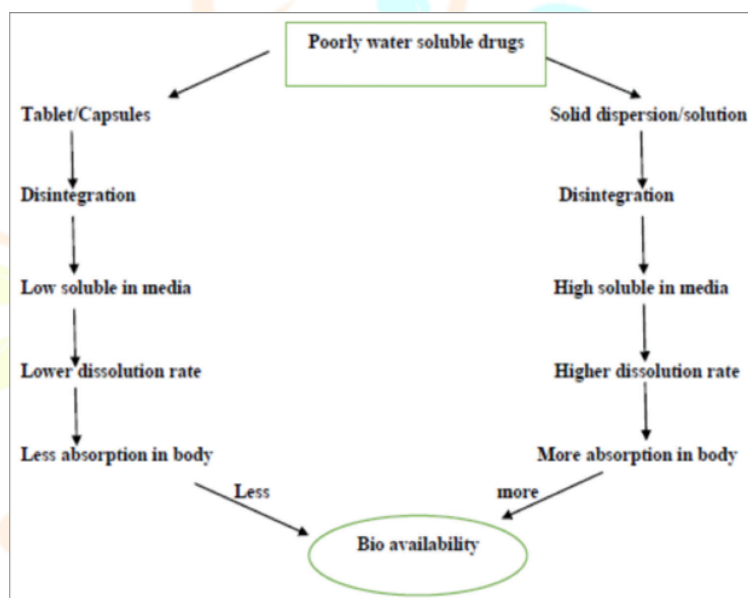 Poorly water soluble drugs
Tablet/Capsules
Disintegration
Low soluble in media
Lower dissolution rate
Less absorption in body
Less
Solid dispersion/solution
Disintegration
High soluble in media
Higher dissolution rate
More absorption in body
more
Bio availability